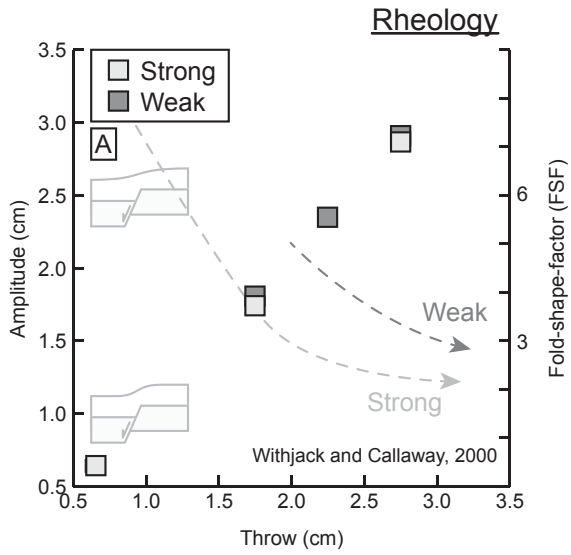 Rheology
Strong
Weak
A
3.5
3.0
2.5
2.0
1.5
1.0
0.5
Amplitude (cm)
6
3
Fold-shape-factor (FSF)
Weak
Strong
Withjack and Callaway, 2000
0.5 1.0 1.5 2.0 2.5 3.0 3.5
Throw (cm)